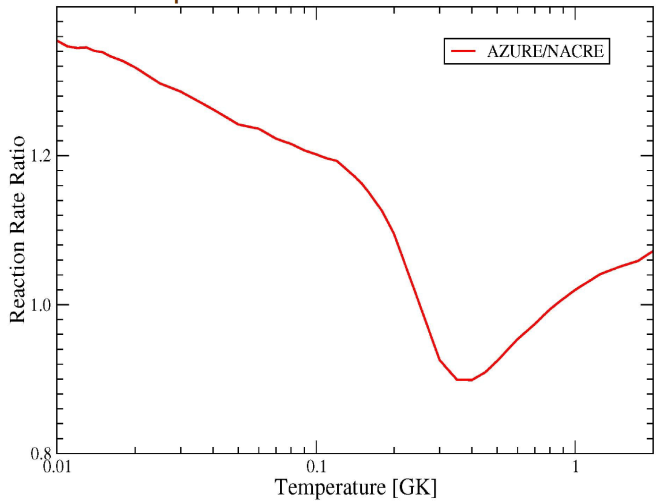 AZURE/NACRE
Reaction Rate Ratio
1.2
1.0
0.8
0.01
0.1
1
Temperature [GK]